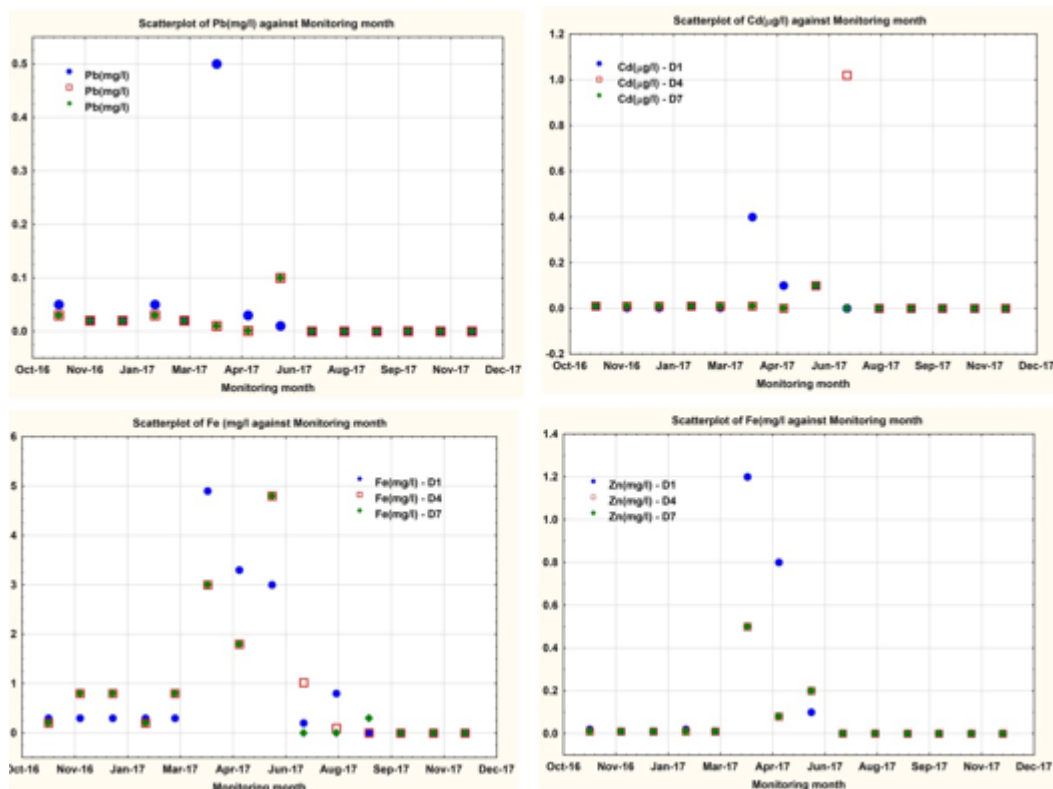 Scatterplot of Pb(mg/l) against Monitoring month
0.5
0.4
0.3
0.2
0.1
0.0
Pb(mg/l)
Pb(mg/l)
Pb(mg/l)
Oct-16 Nov-16 Jan-17 Mar-17 Apr-17 Jun-17 Aug-17 Sep-17 Nov-17 Dec-17
Monitoring month
Scatterplot of Cd(μg/l) against Monitoring month
1.2
1.0
0.8
0.6
0.4
0.2
0.0
-0.2
Cd(μg/l) - D1
Cd(μg/l) - D4
Cd(μg/l) - D7
Oct-16 Nov-16 Jan-17 Mar-17 Apr-17 Jun-17 Aug-17 Sep-17 Nov-17 Dec-17
Monitoring month
Scatterplot of Fe (mg/l against Monitoring month
6
5
4
3
2
1
0
Fe(mg/l) - D1
Fe(mg/l) - D4
Fe(mg/l) - D7
Oct-16 Nov-16 Jan-17 Mar-17 Apr-17 Jun-17 Aug-17 Sep-17 Nov-17 Dec-17
Monitoring month
Scatterplot of Fe(mg/l against Monitoring month
1.4
1.2
1.0
0.8
0.6
0.4
0.2
0.0
Zn(mg/l) - D1
Zn(mg/l) - D4
Zn(mg/l) - D7
Oct-16 Nov-16 Jan-17 Mar-17 Apr-17 Jun-17 Aug-17 Sep-17 Nov-17 Dec-17
Monitoring month